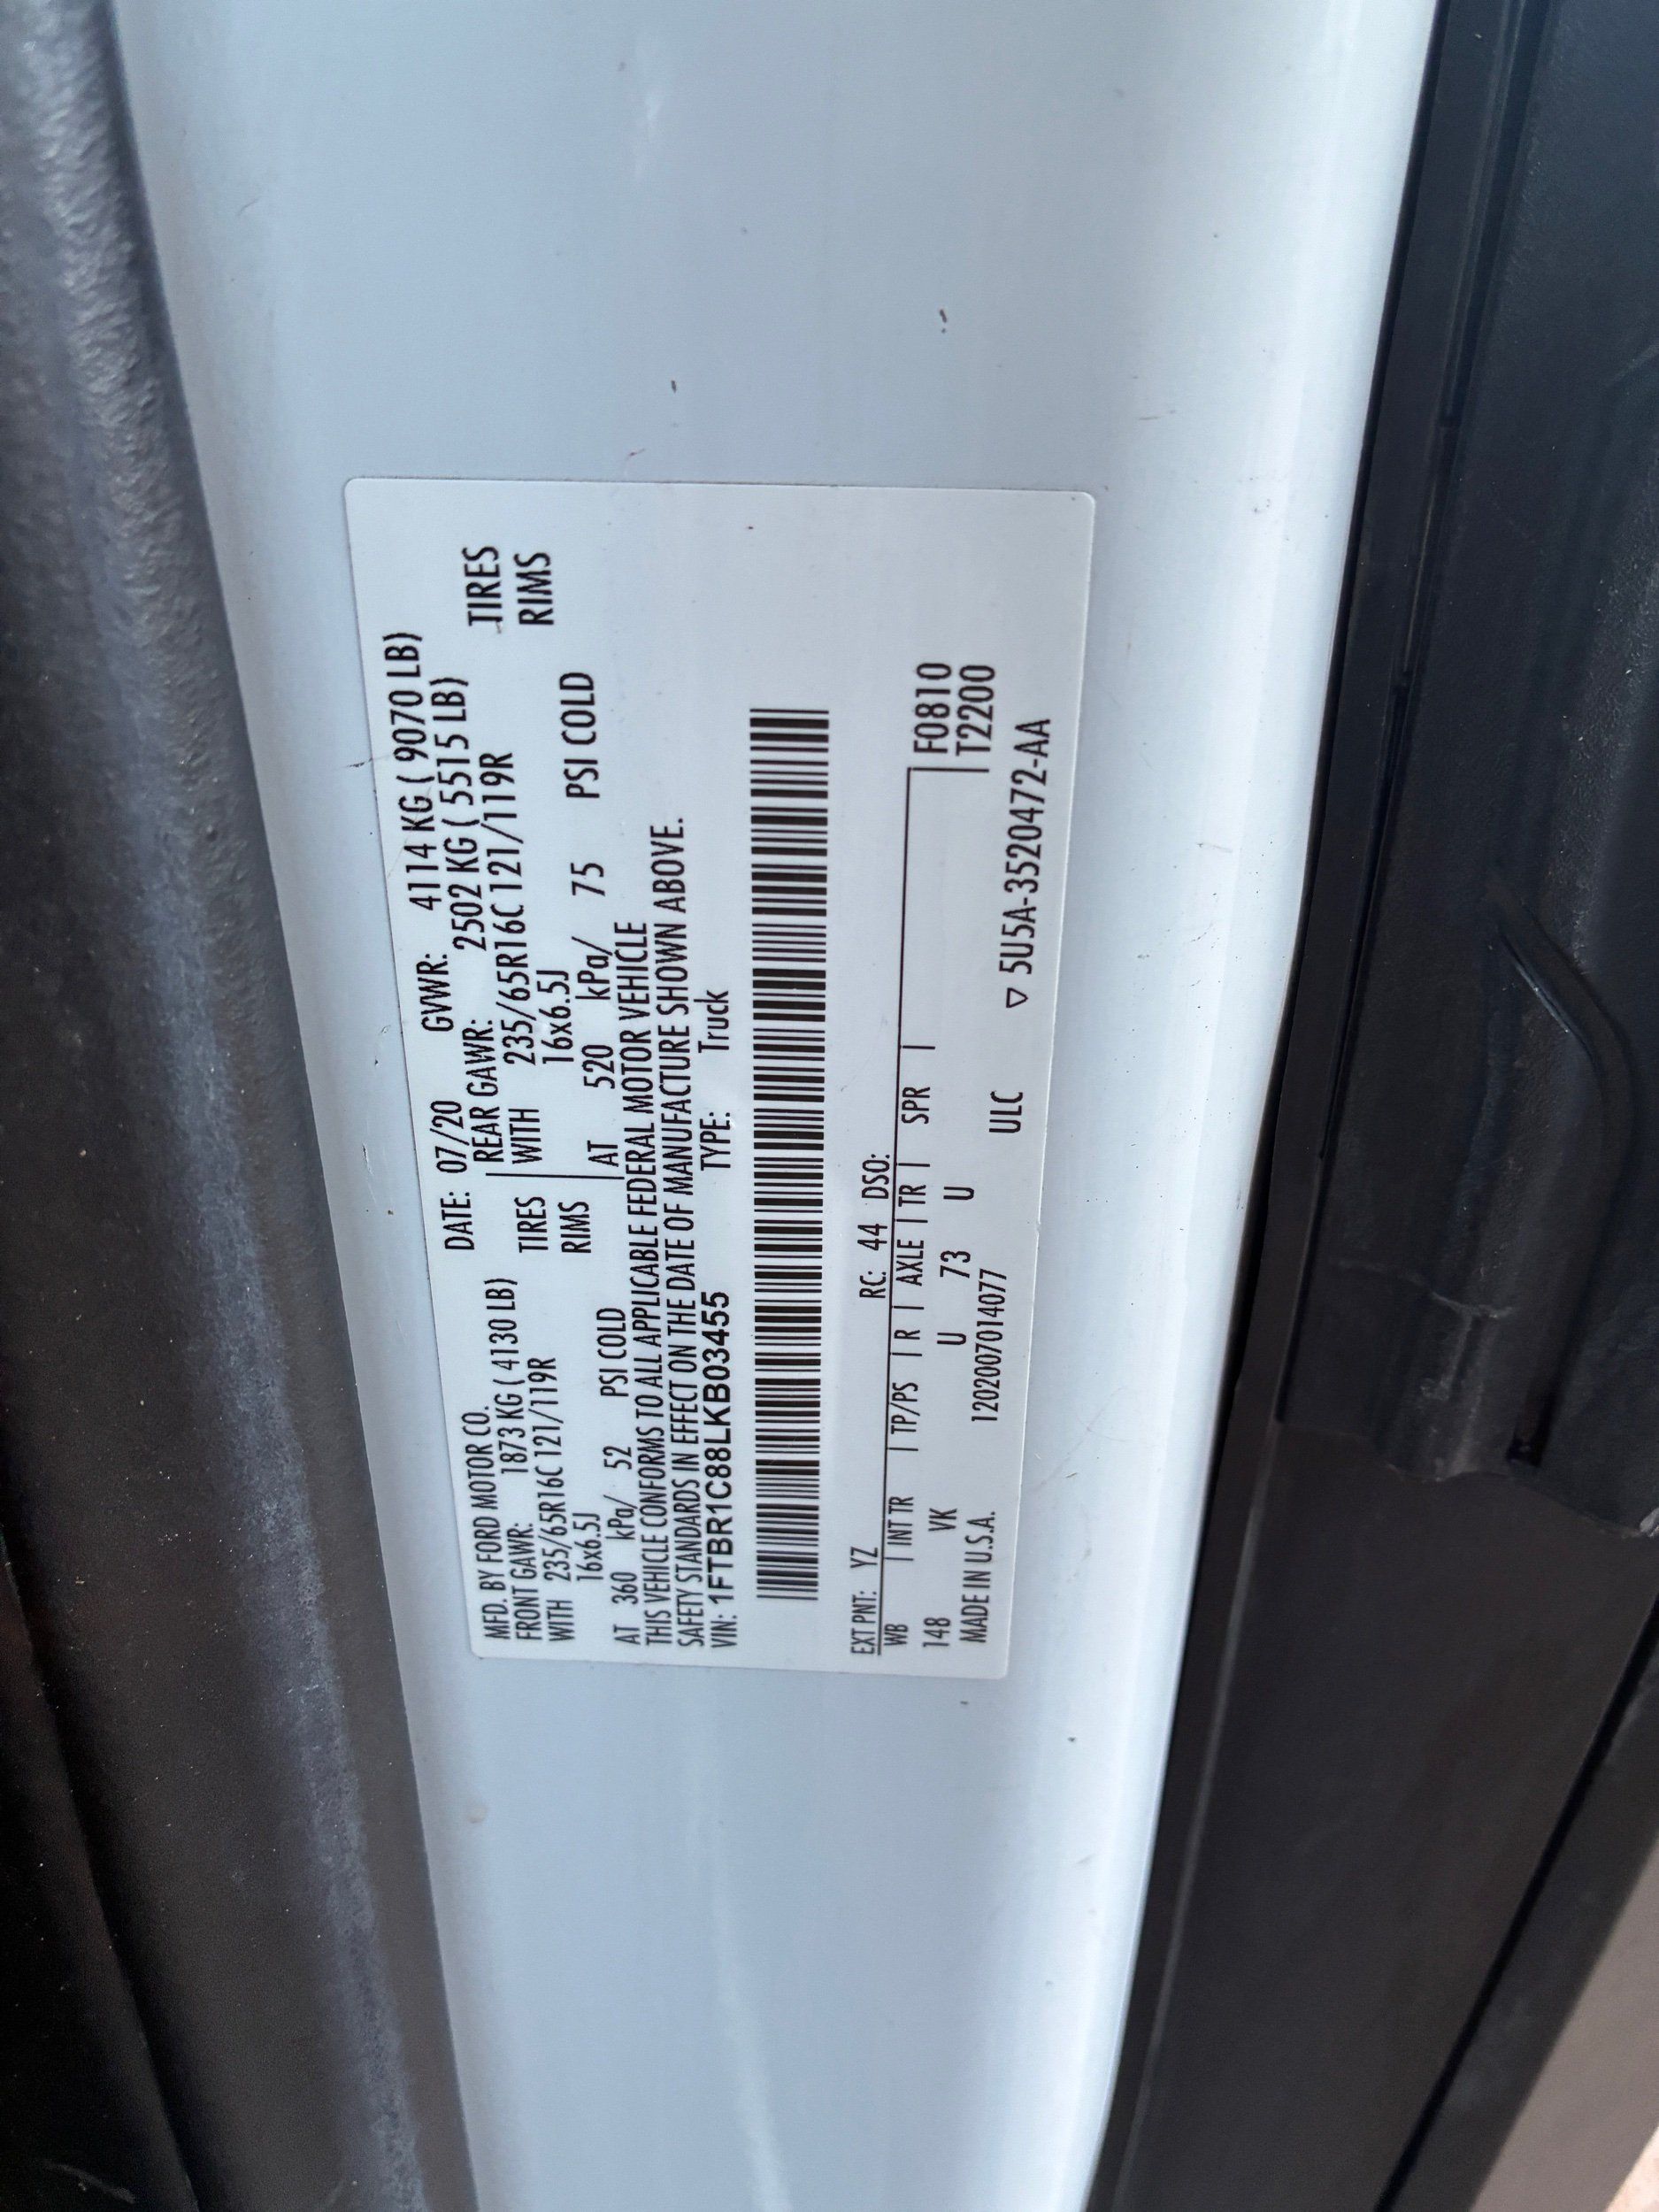 MFD. BY FORD MOTOR CO. DATE: 07/20 GVWR: 4114 KG ( 9070 LB)
FRONT GAWR: 1873 KG ( 4130 LB) REAR GAWR: 2502 KG ( 5515 LB)
WITH 235/65R16C 121/119R TIRES WITH 235/65R16C 121/119R TIRES
16x6.5J RIMS 16x6.5J RIMS
AT 360 kPa/ 52 PSI COLD AT 520 kPa/ 75 PSI COLD
THIS VEHICLE CONFORMS TO ALL APPLICABLE FEDERAL MOTOR VEHICLE
SAFETY STANDARDS IN EFFECT ON THE DATE OF MANUFACTURE SHOWN ABOVE.
VIN: 1FTBR1C88LKB03455 TYPE: Truck
EXT PNT: YZ RC: 44 DSO:
WB | INT TR | TP/PS | R | AXLE | TR | SPR | F0810
148 VK U 73 U T2200
MADE IN U.S.A. 1202007014077 ULC ▽ 5U5A-3520472-AA